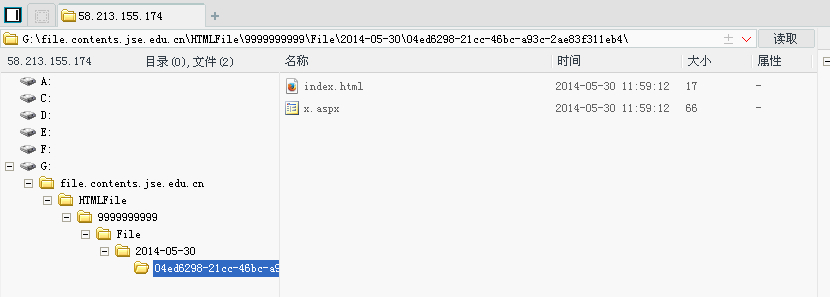 58.213.155.174
G:\file.contents.jse.edu.cn\HTMLFile\9999999999\File\2014-05-30\04ed6298-21cc-46bc-a93c-2ae83f311eb4\ 读取
58.213.155.174 目录(0),文件(2) 名称 时间 大小 属性
A:
C:
D:
E:
F:
G:
file.contents.jse.edu.cn
HTMLFile
9999999999
File
2014-05-30
04ed6298-21cc-46bc-a9
index.html 2014-05-30 11:59:12 17 -
x.aspx 2014-05-30 11:59:12 66 -